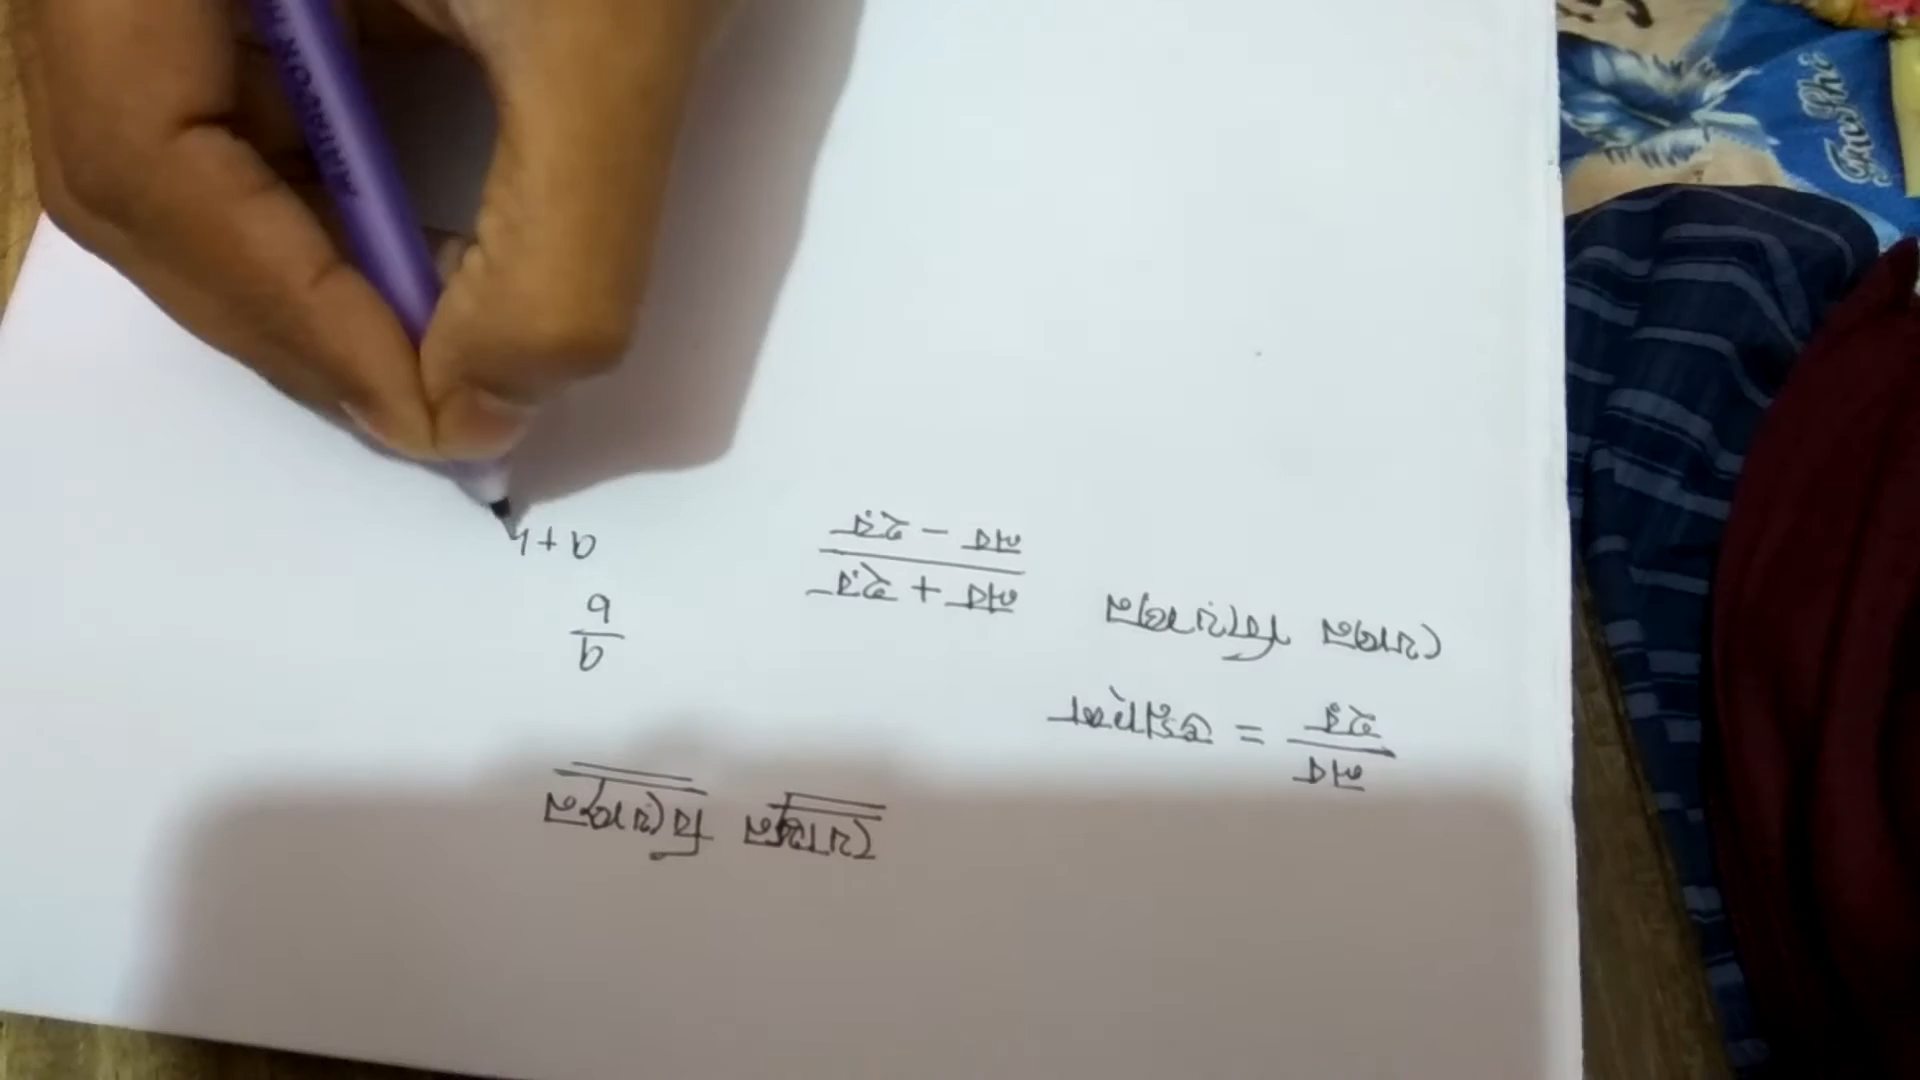 যোজন বিয়োজন
লব
হর
= ভগ্নাংশ
a
b
যোজন বিয়োজন
লব + হর
লব - হর
a +